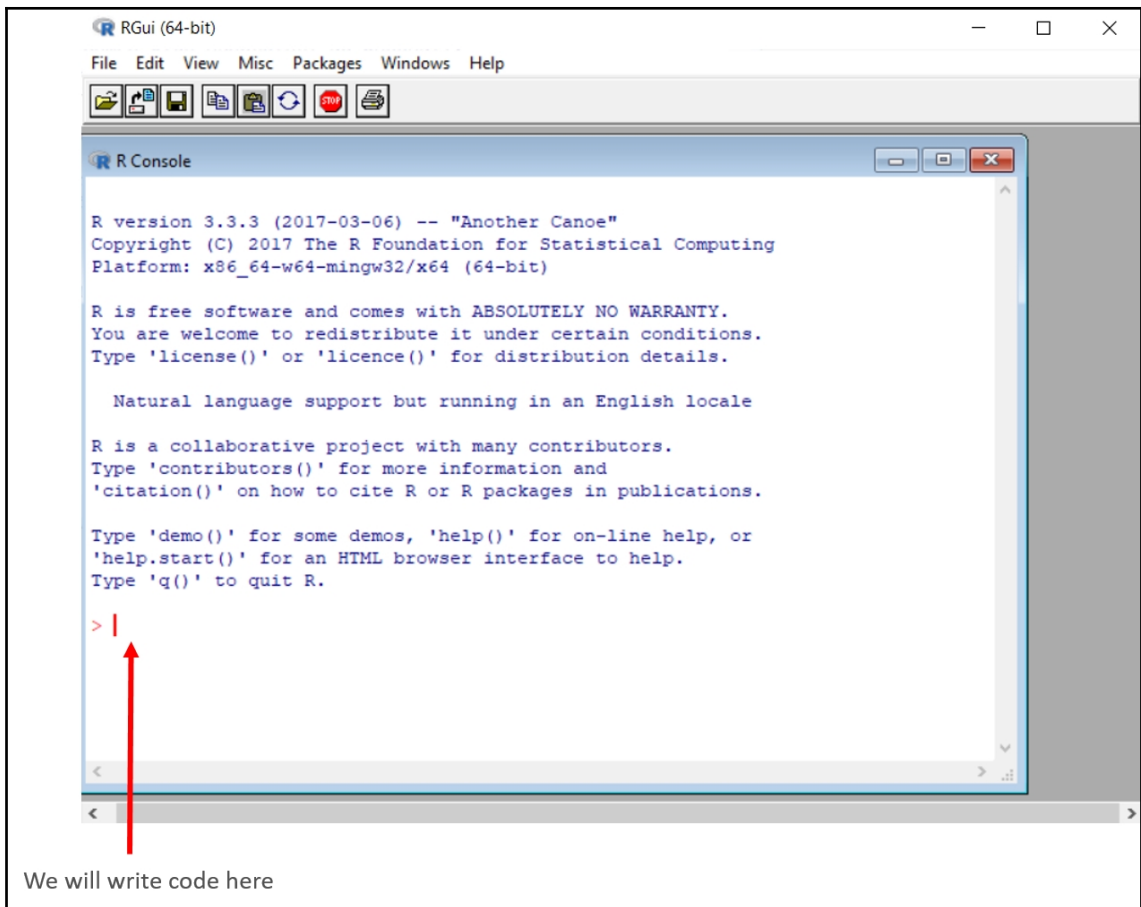 RGui (64-bit)
File Edit View Misc Packages Windows Help
STOP
R Console
R version 3.3.3 (2017-03-06) -- "Another Canoe"
Copyright (C) 2017 The R Foundation for Statistical Computing
Platform: x86_64-w64-mingw32/x64 (64-bit)
R is free software and comes with ABSOLUTELY NO WARRANTY.
You are welcome to redistribute it under certain conditions.
Type 'license()' or 'licence()' for distribution details.
Natural language support but running in an English locale
R is a collaborative project with many contributors.
Type 'contributors()' for more information and
'citation()' on how to cite R or R packages in publications.
Type 'demo()' for some demos, 'help()' for on-line help, or
'help.start()' for an HTML browser interface to help.
Type 'q()' to quit R.
>
We will write code here